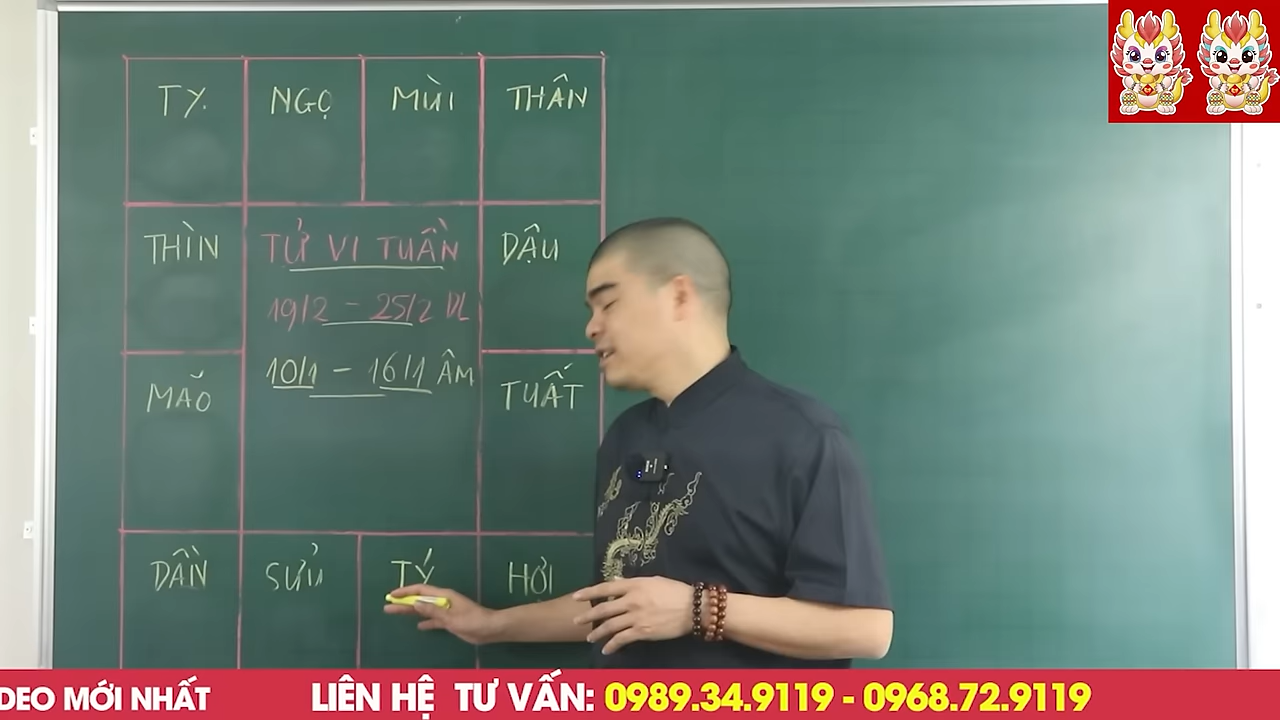 TỴ
NGỌ
MÙI
THÂN
THÌN
TỬ VI TUẦN
DẬU
19/2 - 25/2 DL
10/1 - 16/1 ÂM
MÃO
TUẤT
DẦN
SỬU
TÝ
HỢI
DEO MỚI NHẤT
LIÊN HỆ TƯ VẤN: 0989.34.9119 - 0968.72.9119